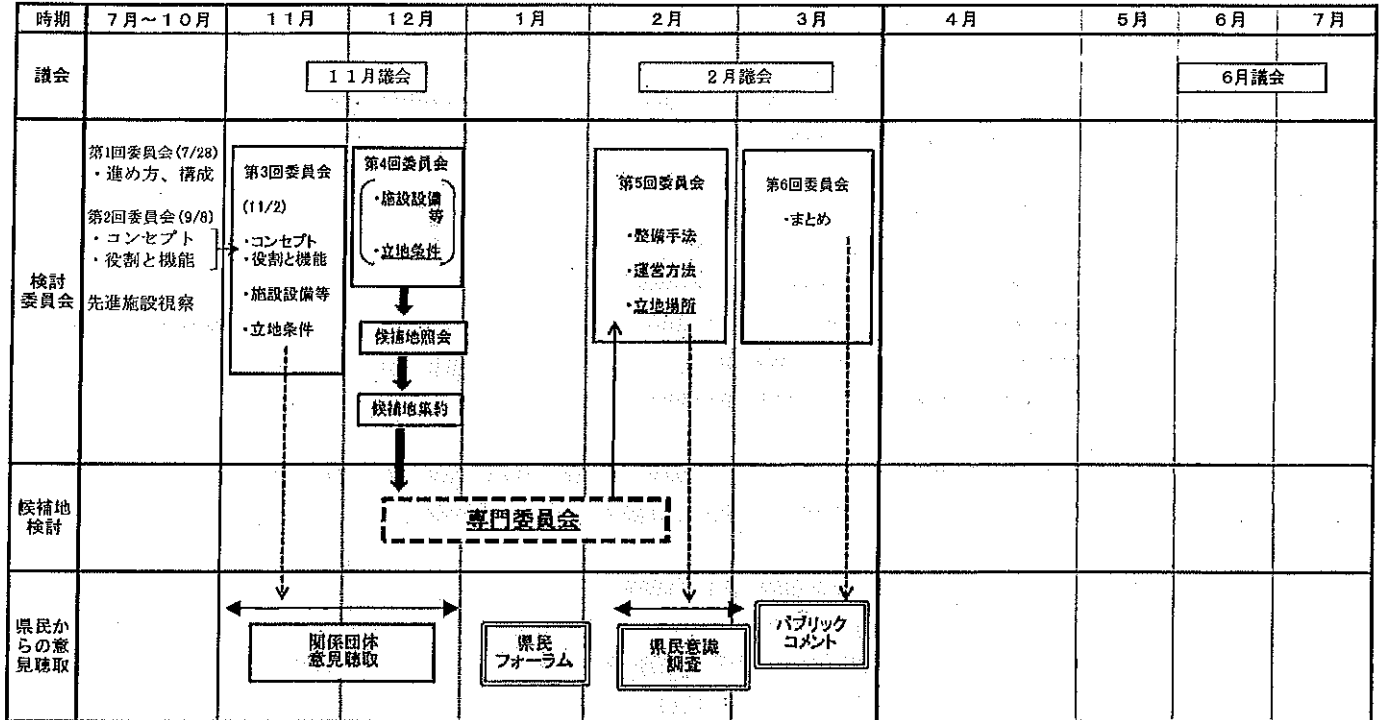 時期
7月～10月
11月
12月
1月
2月
3月
4月
5月
6月
7月
議会
11月議会
2月議会
6月議会
検討
委員会
第1回委員会(7/28)
・進め方、構成
第2回委員会(9/8)
・コンセプト
・役割と機能
先進施設視察
第3回委員会
(11/2)
・コンセプト
・役割と機能
・施設設備等
・立地条件
第4回委員会
・施設設備
等
・立地条件
候補地照会
候補地集約
第5回委員会
・整備手法
・運営方法
・立地場所
第6回委員会
・まとめ
候補地
検討
専門委員会
県民か
らの意
見聴取
関係団体
意見聴取
県民
フォーラム
県民意識
調査
パブリック
コメント